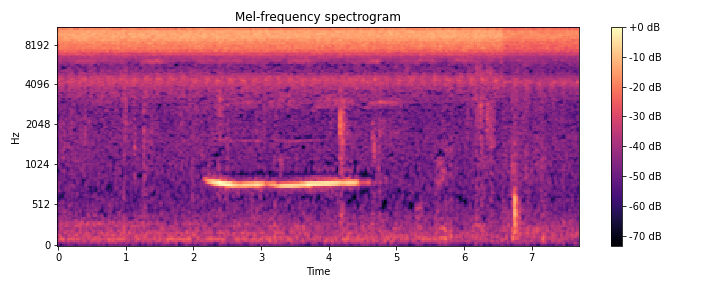 Mel-frequency spectrogram
+0 dB
8192
-10 dB
4096
-20 dB
2048
-30 dB
Hz
1024
-40 dB
512
-50 dB
-60 dB
0
-70 dB
0 1 2 3 4 5 6 7
Time